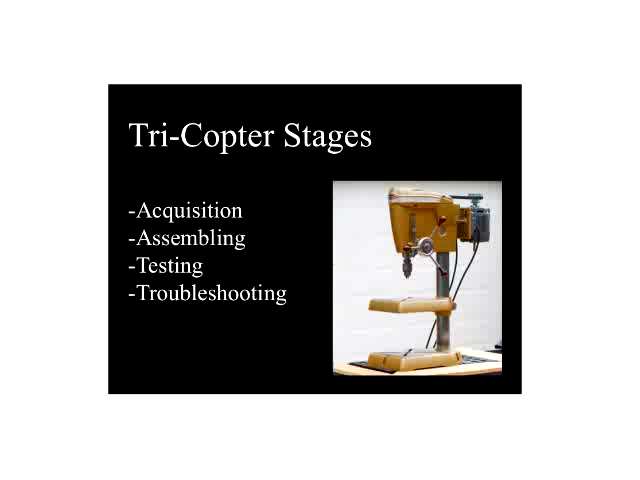 Tri-Copter Stages
-Acquisition
-Assembling
-Testing
-Troubleshooting